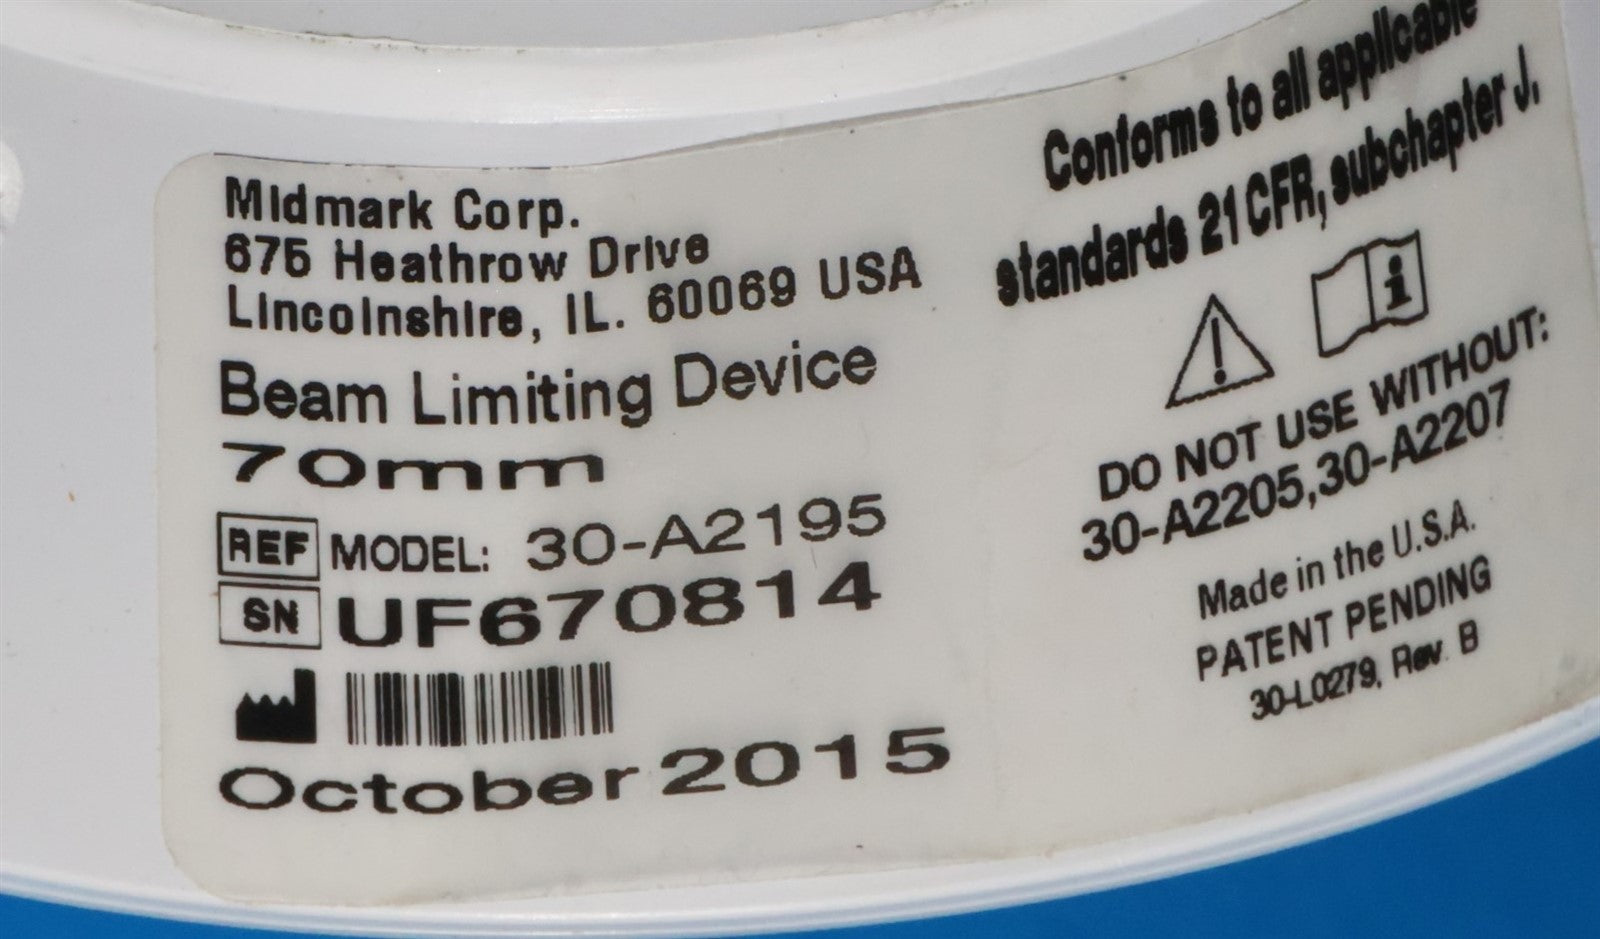 Midmark Corp.
675 Heathrow Drive
Lincolnshire, IL. 60069 USA
Beam Limiting Device
70mm
REF MODEL: 30-A2195
SN UF670814
October 2015
Conforms to all applicable
standards 21 CFR, subchapter J.
DO NOT USE WITHOUT:
30-A2205,30-A2207
Made in the U.S.A.
PATENT PENDING
30-L0279, Rev. B